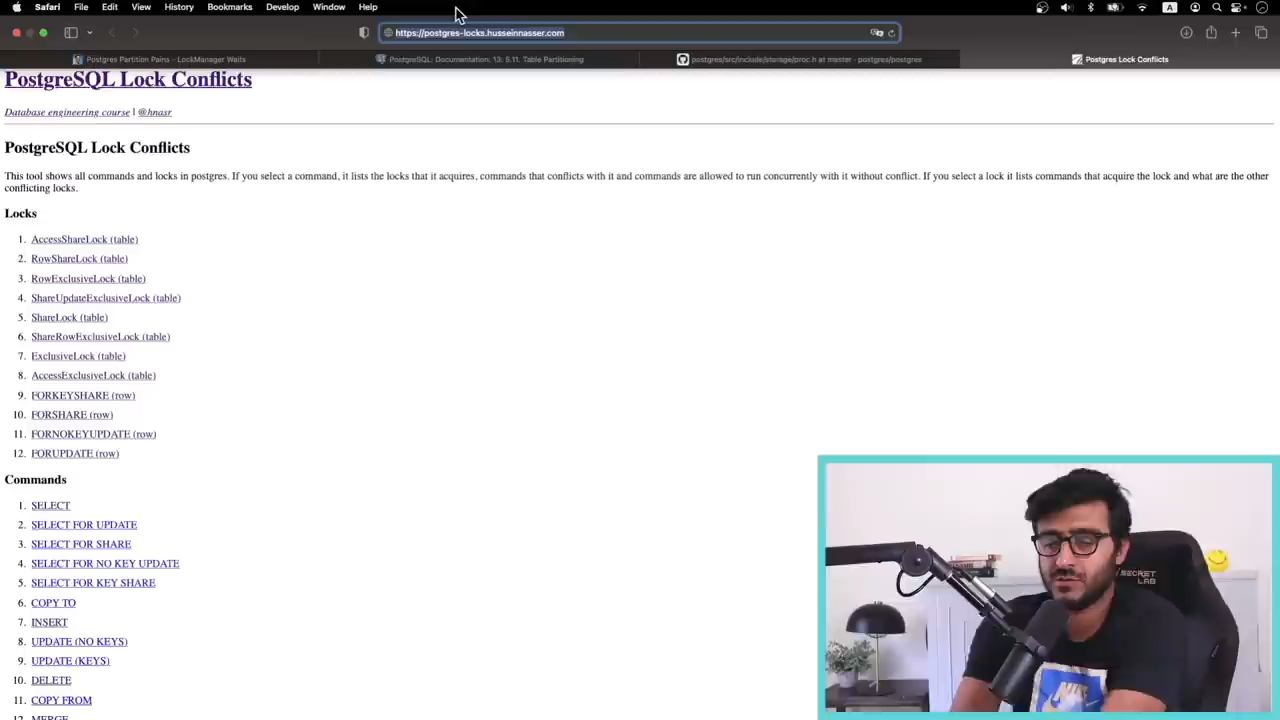 Safari File Edit View History Bookmarks Develop Window Help
A
https://postgres-locks.husseinnasser.com
Postgres Partition Pains - LockManager Waits
PostgreSQL: Documentation: 13: 5.11. Table Partitioning
postgres/src/include/storage/proc.h at master · postgres/postgres
Postgres Lock Conflicts
PostgreSQL Lock Conflicts
Database engineering course | @hnasr
PostgreSQL Lock Conflicts
This tool shows all commands and locks in postgres. If you select a command, it lists the locks that it acquires, commands that conflicts with it and commands are allowed to run concurrently with it without conflict. If you select a lock it lists commands that acquire the lock and what are the other
conflicting locks.
Locks
1. AccessShareLock (table)
2. RowShareLock (table)
3. RowExclusiveLock (table)
4. ShareUpdateExclusiveLock (table)
5. ShareLock (table)
6. ShareRowExclusiveLock (table)
7. ExclusiveLock (table)
8. AccessExclusiveLock (table)
9. FORKEYSHARE (row)
10. FORSHARE (row)
11. FORNOKEYUPDATE (row)
12. FORUPDATE (row)
Commands
1. SELECT
2. SELECT FOR UPDATE
3. SELECT FOR SHARE
4. SELECT FOR NO KEY UPDATE
5. SELECT FOR KEY SHARE
6. COPY TO
7. INSERT
8. UPDATE (NO KEYS)
9. UPDATE (KEYS)
10. DELETE
11. COPY FROM
12. MERGE
SECRET
LAB